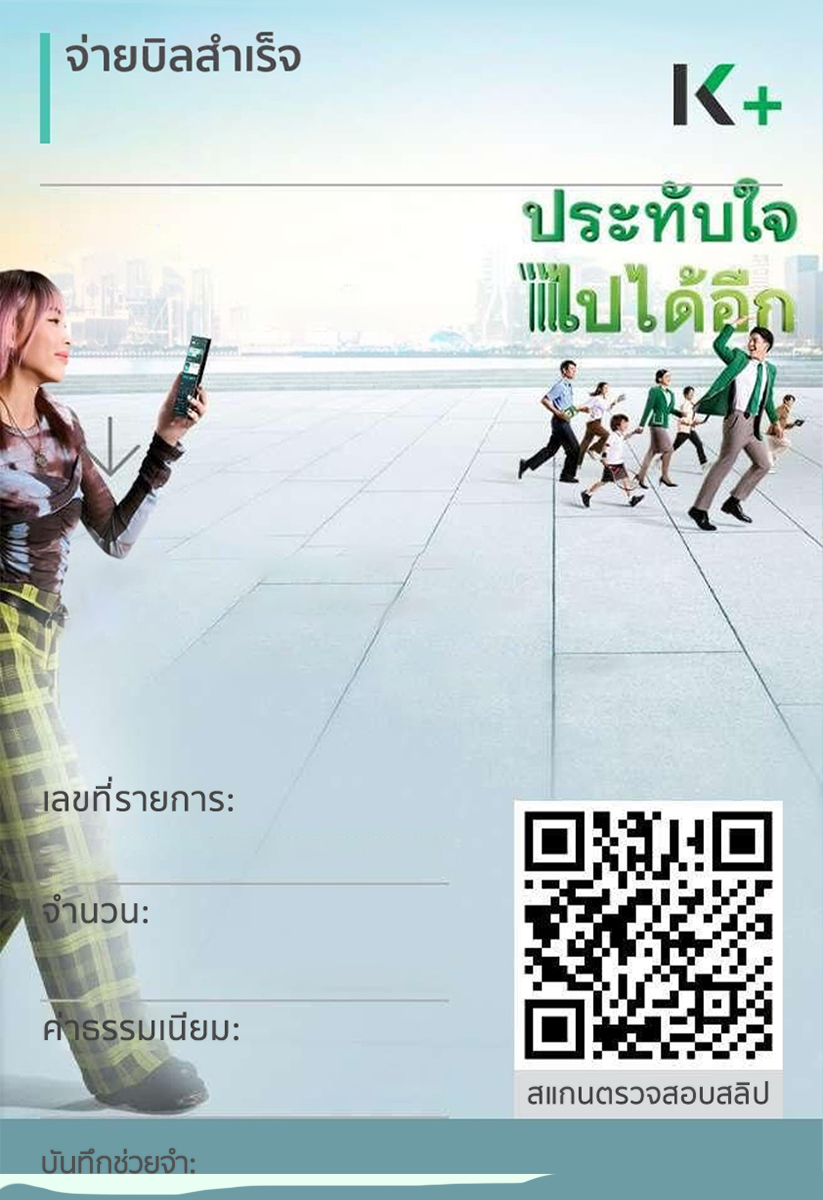 จ่ายบิลสำเร็จ
K+
ประทับใจ
ไปได้อีก
เลขที่รายการ:
จำนวน:
ค่าธรรมเนียม:
สแกนตรวจสอบสลิป
บันทึกช่วยจำ: